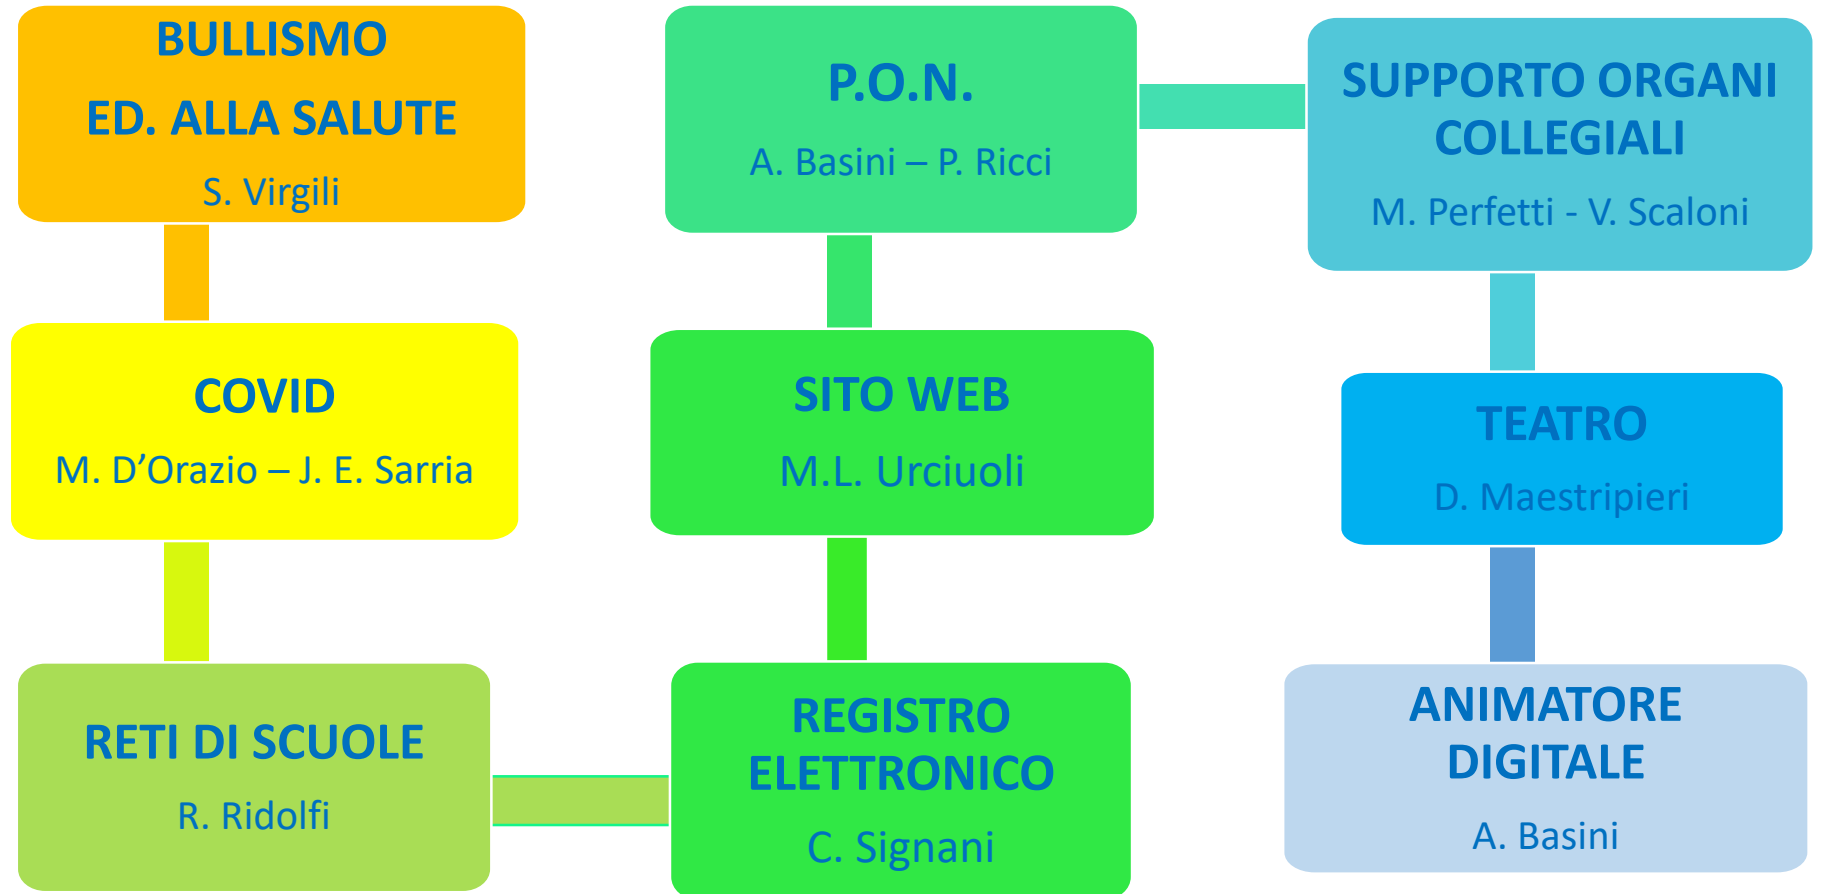 BULLISMO
ED. ALLA SALUTE
S. Virgili
COVID
M. D’Orazio – J. E. Sarria
RETI DI SCUOLE
R. Ridolfi
REGISTRO
ELETTRONICO
C. Signani
SITO WEB
M.L. Urciuoli
P.O.N.
A. Basini – P. Ricci
SUPPORTO ORGANI
COLLEGIALI
M. Perfetti - V. Scaloni
TEATRO
D. Maestripieri
ANIMATORE
DIGITALE
A. Basini